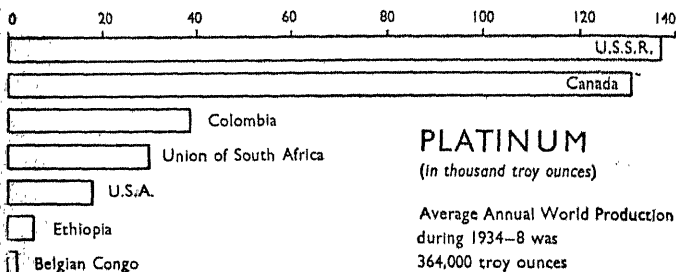 0 20 40 60 80 100 120 140
U.S.S.R.
Canada
Colombia
Union of South Africa
U.S.A.
Ethiopia
Belgian Congo
PLATINUM
(in thousand troy ounces)
Average Annual World Production
during 1934–8 was
364,000 troy ounces